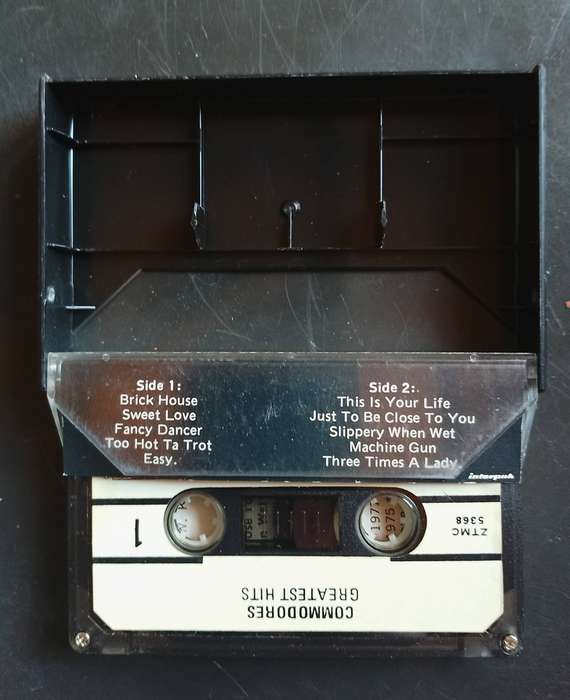 Side 1:
Brick House
Sweet Love
Fancy Dancer
Too Hot Ta Trot
Easy.
Side 2:
This Is Your Life
Just To Be Close To You
Slippery When Wet
Machine Gun
Three Times A Lady
interpak
1
ZTMC
5368
COMMODORES
GREATEST HITS